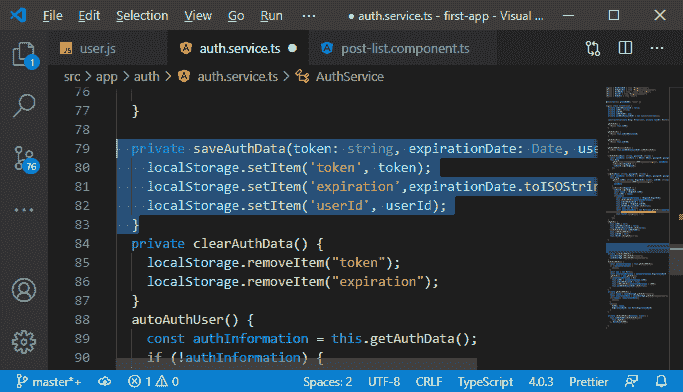 File Edit Go Run ··· ● auth.service.ts - first-app - Visual ...
1 JS user.js auth.service.ts ● post-list.component.ts ···
src > app > auth > auth.service.ts > AuthService
76
77 }
78
79 private saveAuthData(token: string, expirationDate: Date, use
80 localStorage.setItem('token', token);
81 localStorage.setItem('expiration',expirationDate.toISOStrin
82 localStorage.setItem('userId', userId);
83 }
84 private clearAuthData() {
85 localStorage.removeItem("token");
86 localStorage.removeItem("expiration");
87 }
88 autoAuthUser() {
89 const authInformation = this.getAuthData();
90 if (!authInformation) {
76
master*+ 1 0 Spaces: 2 UTF-8 CRLF TypeScript 4.0.3 Prettier